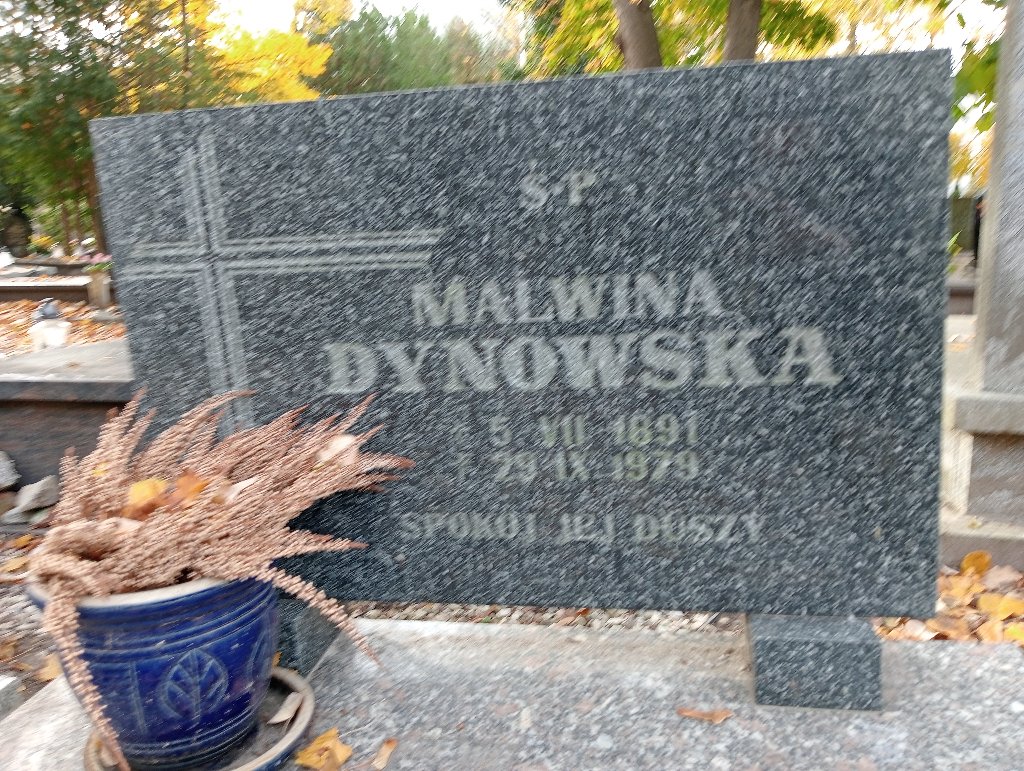 Ś·P
MALWINA
DYNOWSKA
* 5 VII 1891
† 29 IX 1979
SPOKÓJ JEJ DUSZY